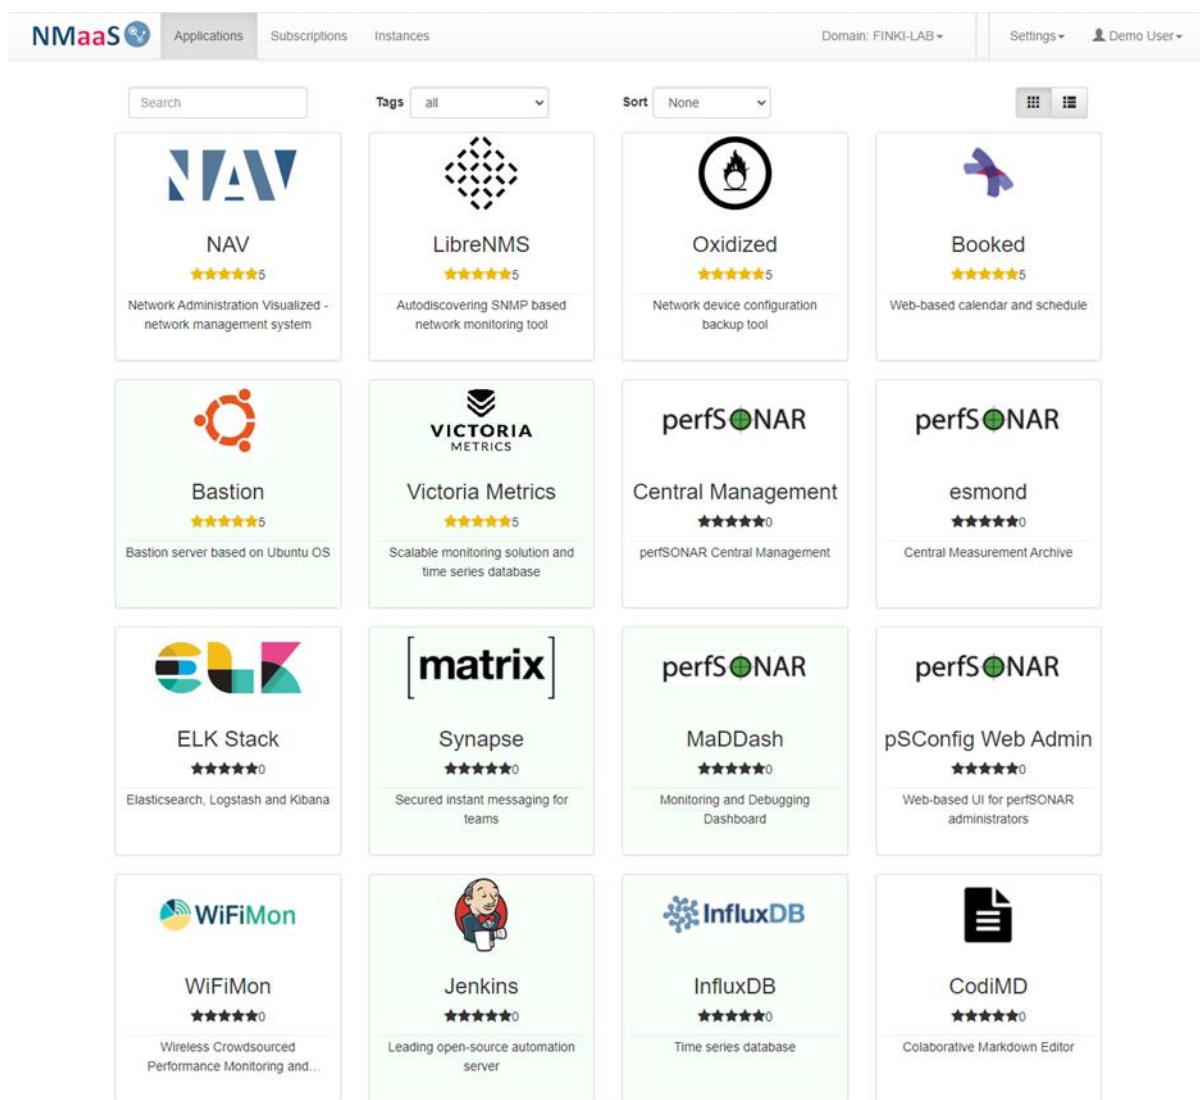 NMaaS Applications Subscriptions Instances Domain: FINKI-LAB Settings Demo User
Search Tags all Sort None
NAV
NAV
5
Network Administration Visualized -
network management system
LibreNMS
5
Autodiscovering SNMP based
network monitoring tool
Oxidized
5
Network device configuration
backup tool
Booked
5
Web-based calendar and schedule
Bastion
5
Bastion server based on Ubuntu OS
VICTORIA
METRICS
Victoria Metrics
5
Scalable monitoring solution and
time series database
perfSONAR
Central Management
0
perfSONAR Central Management
perfSONAR
esmond
0
Central Measurement Archive
ELK
ELK Stack
0
Elasticsearch, Logstash and Kibana
[matrix]
Synapse
0
Secured instant messaging for
teams
perfSONAR
MaDDash
0
Monitoring and Debugging
Dashboard
perfSONAR
pSConfig Web Admin
0
Web-based UI for perfSONAR
administrators
WiFiMon
WiFiMon
0
Wireless Crowdsourced
Performance Monitoring and...
Jenkins
0
Leading open-source automation
server
InfluxDB
InfluxDB
0
Time series database
CodiMD
0
Colaborative Markdown Editor